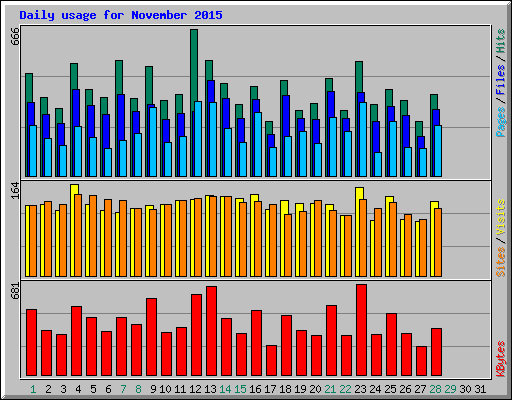 Daily usage for November 2015
666
Pages / Files / Hits
164
Sites / Visits
681
KBytes
1 2 3 4 5 6 7 8 9 10 11 12 13 14 15 16 17 18 19 20 21 22 23 24 25 26 27 28 29 30 31